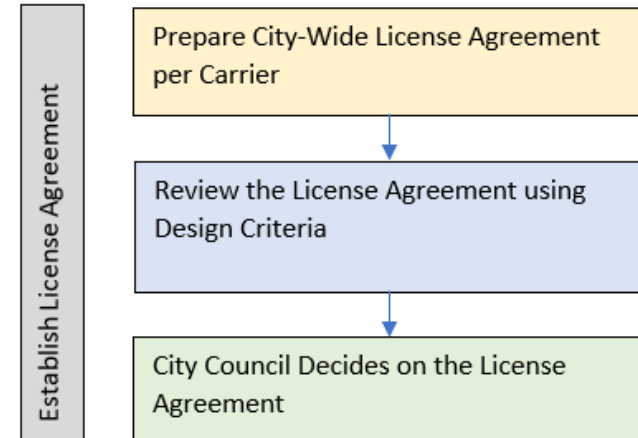 Establish License Agreement
Prepare City-Wide License Agreement
per Carrier
Review the License Agreement using
Design Criteria
City Council Decides on the License
Agreement